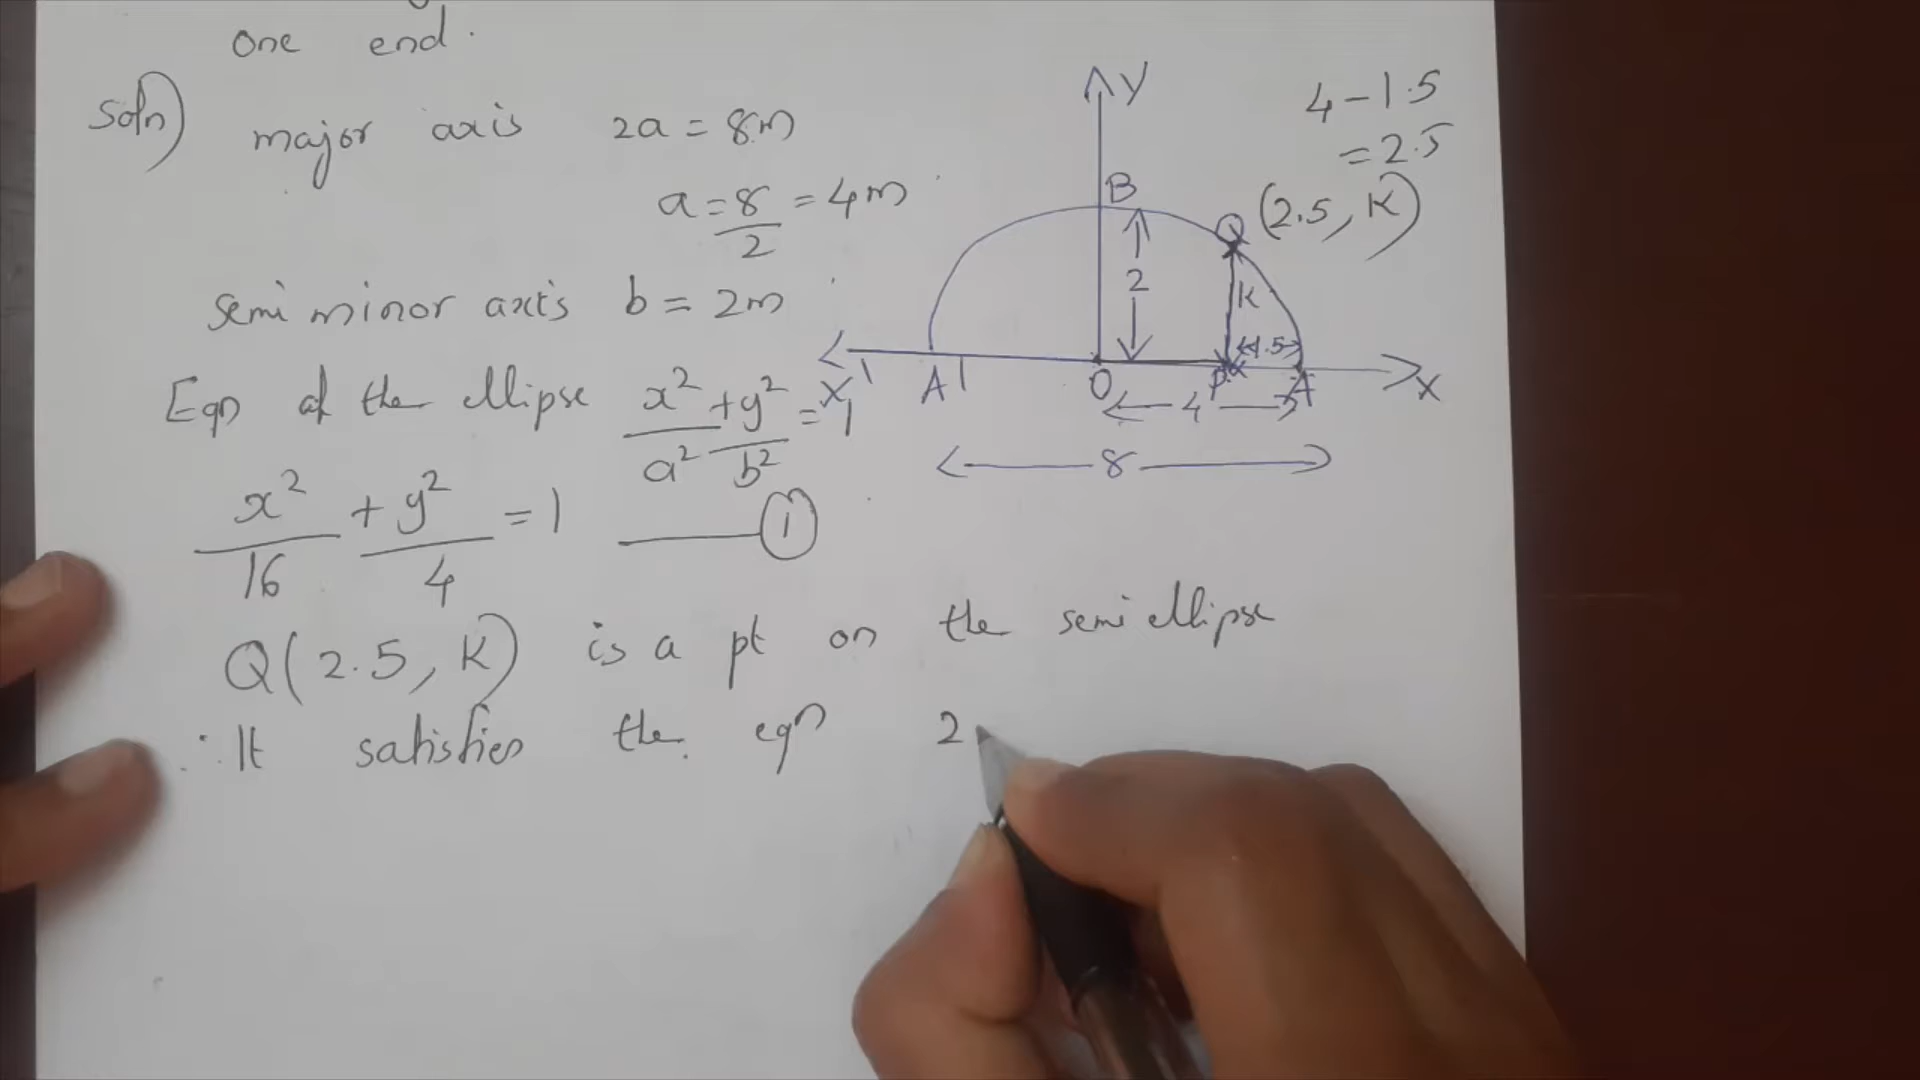 one end.
Soln) major axis 2a = 8m
a = 8/2 = 4m
semi minor axis b = 2m
Eqn of the ellipse x²/a² + y²/b² = 1
x²/16 + y²/4 = 1 ——— ①
Q(2.5, K) is a pt on the semi ellipse
∴ It satisfies the eqn 2
Y
4 - 1.5
= 2.5
B
Q (2.5, K)
2
K
1.5
X'
A'
O
P
A
X
4
8